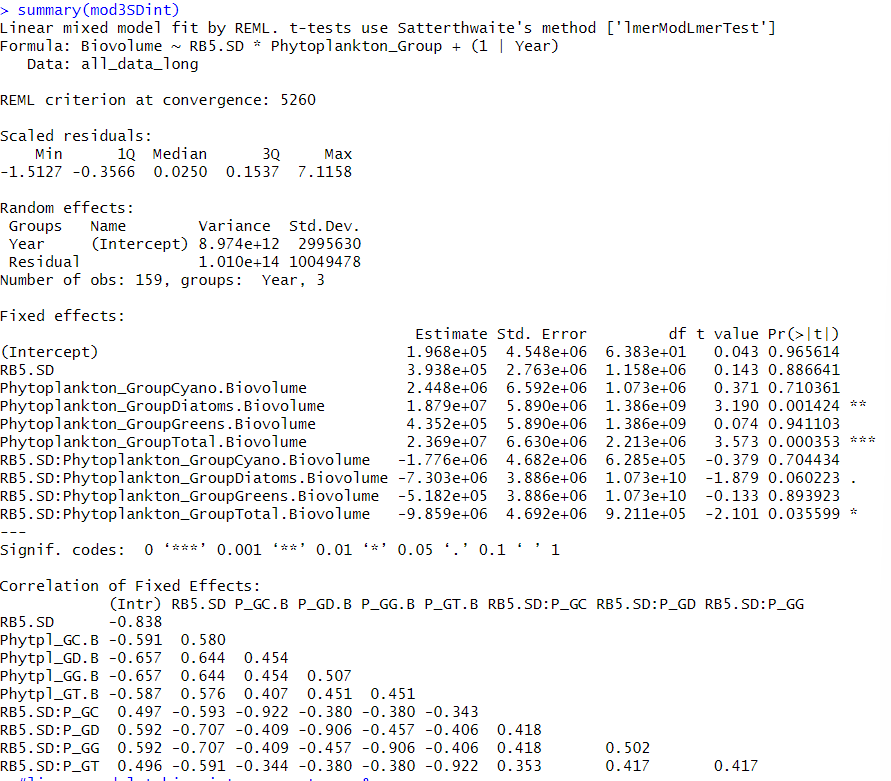 > summary(mod3SDint)
Linear mixed model fit by REML. t-tests use Satterthwaite's method ['lmerModLmerTest']
Formula: Biovolume ~ RB5.SD * Phytoplankton_Group + (1 | Year)
   Data: all_data_long

REML criterion at convergence: 5260

Scaled residuals:
    Min      1Q  Median      3Q     Max
-1.5127 -0.3566  0.0250  0.1537  7.1158

Random effects:
 Groups   Name        Variance  Std.Dev.
 Year     (Intercept) 8.974e+12  2995630
 Residual             1.010e+14 10049478
Number of obs: 159, groups:  Year, 3

Fixed effects:
                                             Estimate Std. Error         df t value Pr(>|t|)
(Intercept)                                 1.968e+05  4.548e+06  6.383e+01   0.043 0.965614
RB5.SD                                      3.938e+05  2.763e+06  1.158e+06   0.143 0.886641
Phytoplankton_GroupCyano.Biovolume          2.448e+06  6.592e+06  1.073e+06   0.371 0.710361
Phytoplankton_GroupDiatoms.Biovolume        1.879e+07  5.890e+06  1.386e+09   3.190 0.001424 **
Phytoplankton_GroupGreens.Biovolume         4.352e+05  5.890e+06  1.386e+09   0.074 0.941103
Phytoplankton_GroupTotal.Biovolume          2.369e+07  6.630e+06  2.213e+06   3.573 0.000353 ***
RB5.SD:Phytoplankton_GroupCyano.Biovolume  -1.776e+06  4.682e+06  6.285e+05  -0.379 0.704434
RB5.SD:Phytoplankton_GroupDiatoms.Biovolume -7.303e+06  3.886e+06  1.073e+10  -1.879 0.060223 .
RB5.SD:Phytoplankton_GroupGreens.Biovolume -5.182e+05  3.886e+06  1.073e+10  -0.133 0.893923
RB5.SD:Phytoplankton_GroupTotal.Biovolume  -9.859e+06  4.692e+06  9.211e+05  -2.101 0.035599 *
---
Signif. codes:  0 ‘***’ 0.001 ‘**’ 0.01 ‘*’ 0.05 ‘.’ 0.1 ‘ ’ 1

Correlation of Fixed Effects:
            (Intr) RB5.SD P_GC.B P_GD.B P_GG.B P_GT.B RB5.SD:P_GC RB5.SD:P_GD RB5.SD:P_GG
RB5.SD      -0.838
Phytpl_GC.B -0.591  0.580
Phytpl_GD.B -0.657  0.644  0.454
Phytpl_GG.B -0.657  0.644  0.454  0.507
Phytpl_GT.B -0.587  0.576  0.407  0.451  0.451
RB5.SD:P_GC  0.497 -0.593 -0.922 -0.380 -0.380 -0.343
RB5.SD:P_GD  0.592 -0.707 -0.409 -0.906 -0.457 -0.406  0.418
RB5.SD:P_GG  0.592 -0.707 -0.409 -0.457 -0.906 -0.406  0.418       0.502
RB5.SD:P_GT  0.496 -0.591 -0.344 -0.380 -0.380 -0.922  0.353       0.417       0.417